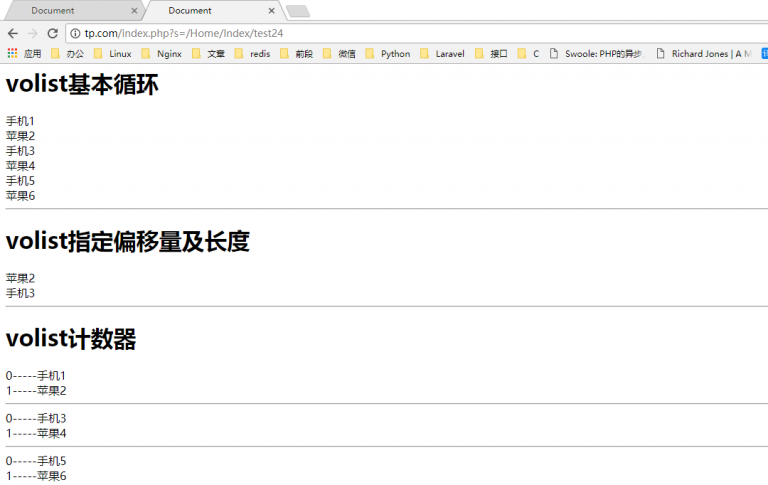 Document
Document
tp.com/index.php?s=/Home/Index/test24
应用 办公 Linux Nginx 文章 redis 前段 微信 Python Laravel 接口 C Swoole: PHP的异步 Richard Jones | A M
volist基本循环
手机1
苹果2
手机3
苹果4
手机5
苹果6
volist指定偏移量及长度
苹果2
手机3
volist计数器
0-----手机1
1-----苹果2
0-----手机3
1-----苹果4
0-----手机5
1-----苹果6